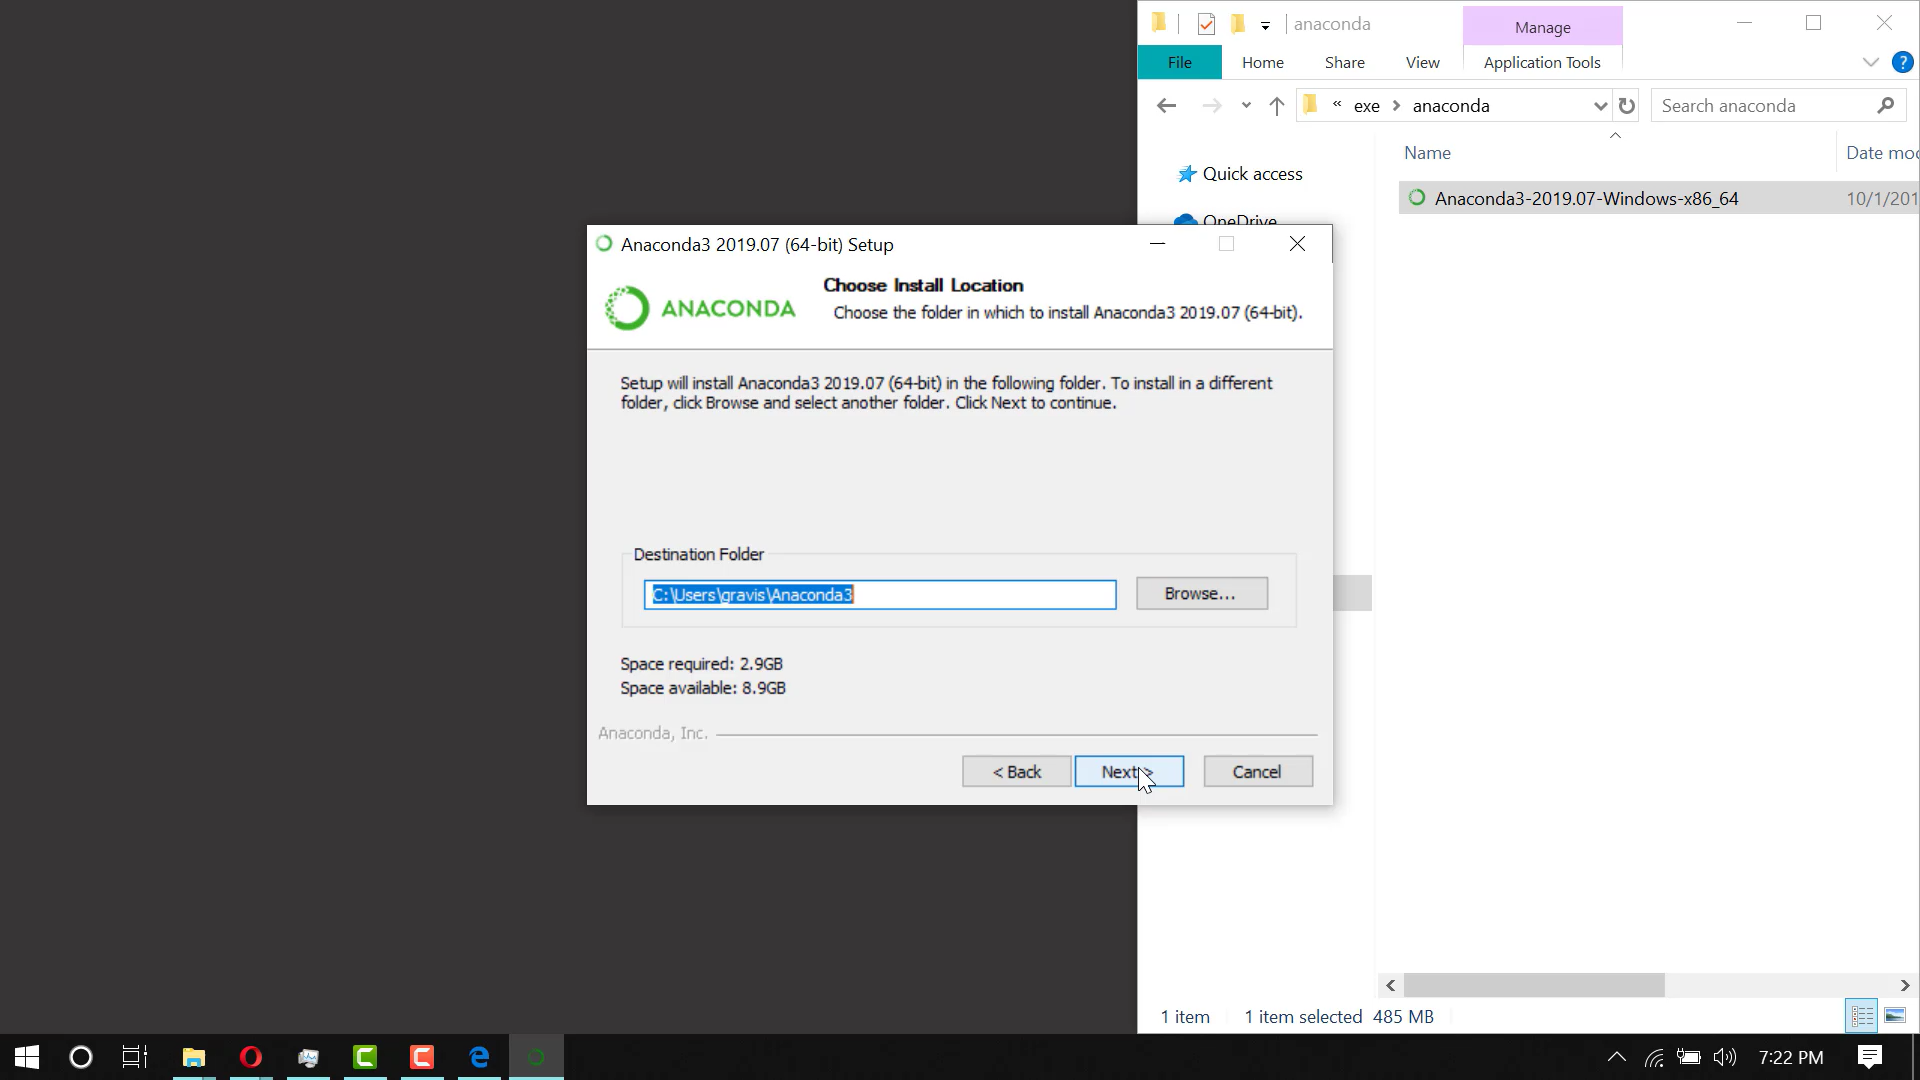 anaconda
Manage
File
Home
Share
View
Application Tools
« exe > anaconda
Search anaconda
Name
Date mod
Quick access
OneDrive
Anaconda3-2019.07-Windows-x86_64
10/1/201
Anaconda3 2019.07 (64-bit) Setup
ANACONDA
Choose Install Location
Choose the folder in which to install Anaconda3 2019.07 (64-bit).
Setup will install Anaconda3 2019.07 (64-bit) in the following folder. To install in a different
folder, click Browse and select another folder. Click Next to continue.
Destination Folder
C:\Users\gravis\Anaconda3
Browse...
Space required: 2.9GB
Space available: 8.9GB
Anaconda, Inc.
< Back
Next >
Cancel
1 item
1 item selected 485 MB
7:22 PM